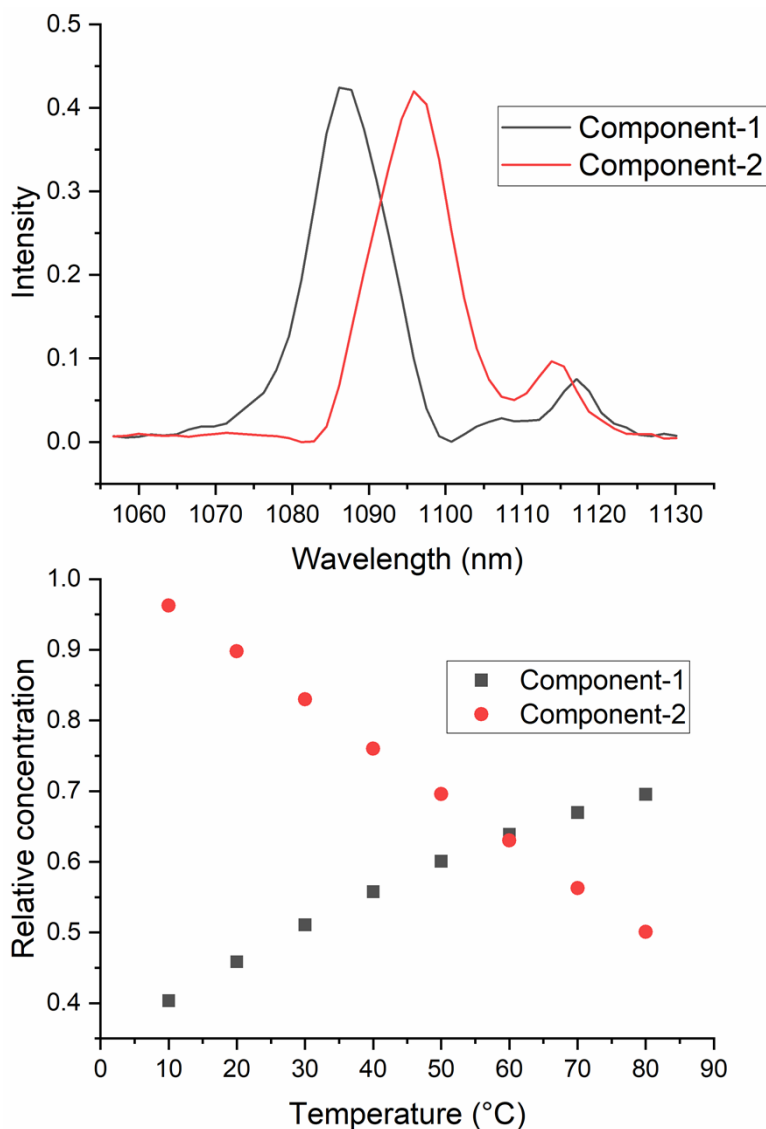 0.5
0.4
0.3
0.2
0.1
0.0
Intensity
Component-1
Component-2
1060 1070 1080 1090 1100 1110 1120 1130
Wavelength (nm)
1.0
0.9
0.8
0.7
0.6
0.5
0.4
Relative concentration
Component-1
Component-2
0 10 20 30 40 50 60 70 80 90
Temperature (°C)